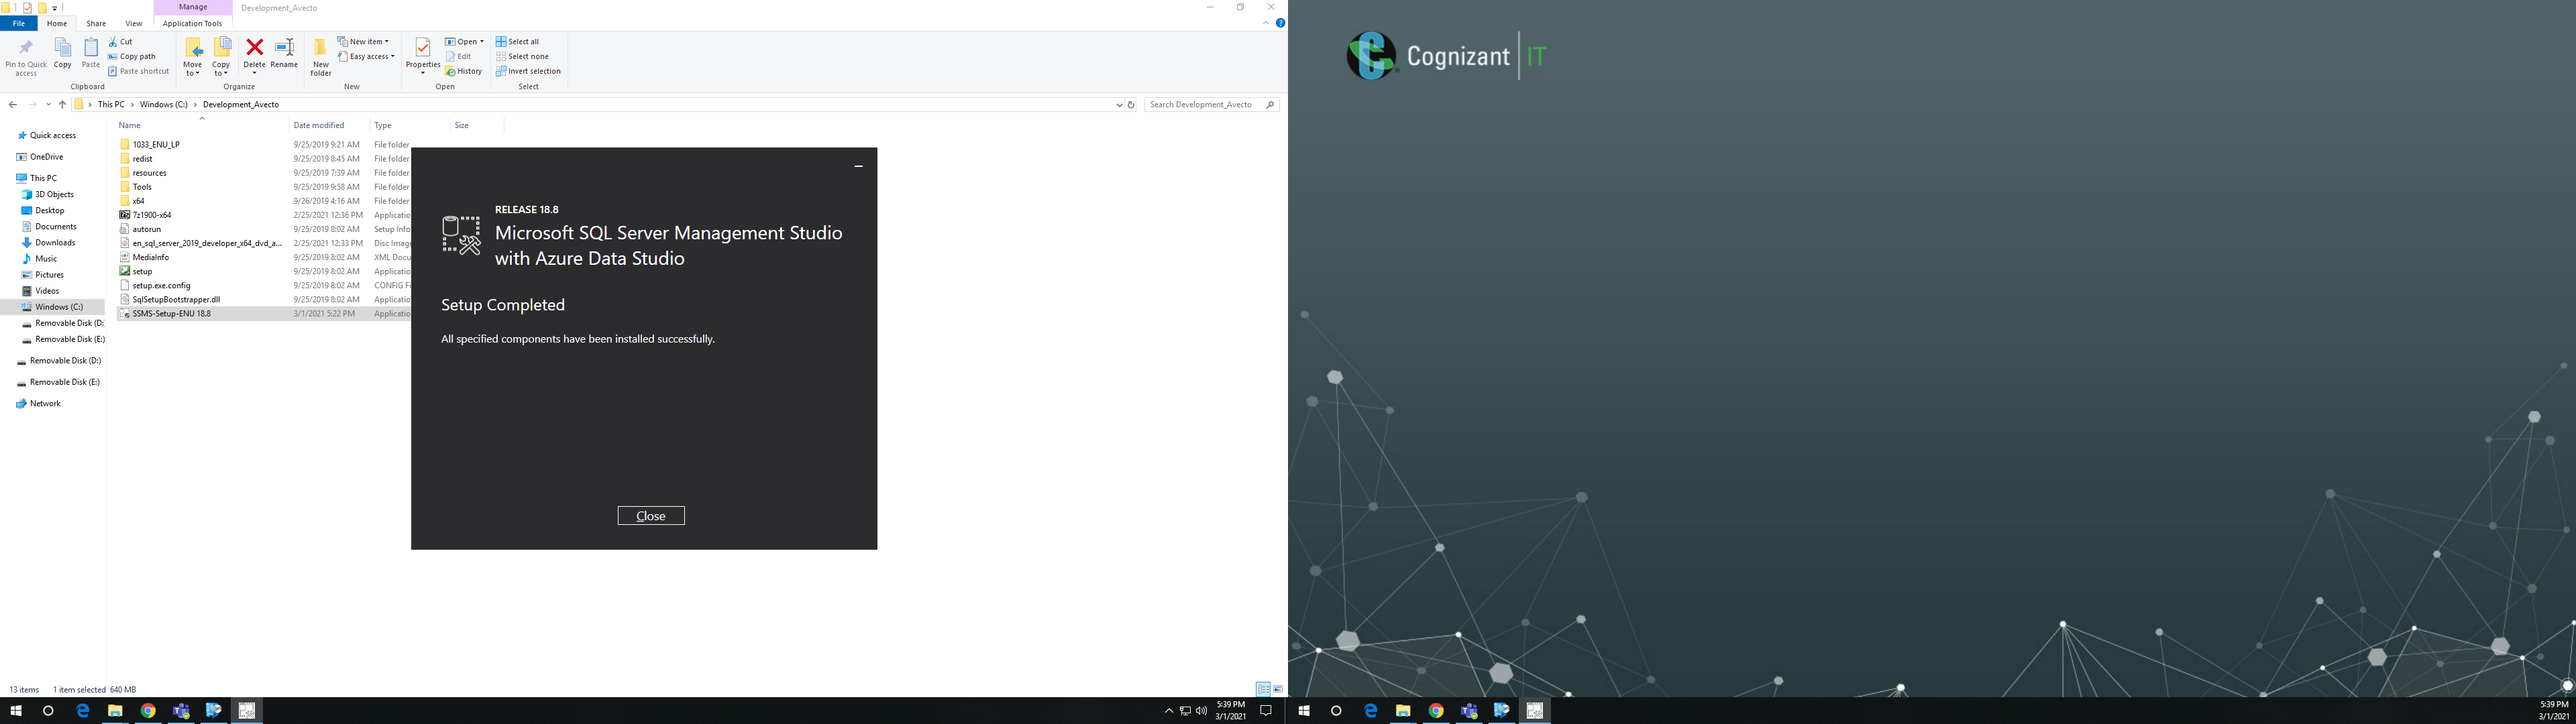 Manage
Development_Avecto
File
Home
Share
View
Application Tools
Pin to Quick access
Copy
Paste
Cut
Copy path
Paste shortcut
Clipboard
Move to
Copy to
Delete
Rename
Organize
New folder
New item
Easy access
New
Properties
Open
Edit
History
Open
Select all
Select none
Invert selection
Select
This PC > Windows (C:) > Development_Avecto
Search Development_Avecto
Quick access
OneDrive
This PC
3D Objects
Desktop
Documents
Downloads
Music
Pictures
Videos
Windows (C:)
Removable Disk (D:
Removable Disk (E:)
Removable Disk (D:)
Removable Disk (E:)
Network
Name Date modified Type Size
1033_ENU_LP 9/25/2019 9:21 AM File folder
redist 9/25/2019 8:45 AM File folder
resources 9/25/2019 7:39 AM File folder
Tools 9/25/2019 9:58 AM File folder
x64 9/26/2019 4:16 AM File folder
7z1900-x64 2/25/2021 12:36 PM Applicatio
autorun 9/25/2019 8:02 AM Setup Info
en_sql_server_2019_developer_x64_dvd_a... 2/25/2021 12:33 PM Disc Image
MediaInfo 9/25/2019 8:02 AM XML Docu
setup 9/25/2019 8:02 AM Applicatio
setup.exe.config 9/25/2019 8:02 AM CONFIG Fi
SqlSetupBootstrapper.dll 9/25/2019 8:02 AM Applicatio
SSMS-Setup-ENU 18.8 3/1/2021 5:22 PM Applicatio
RELEASE 18.8
Microsoft SQL Server Management Studio
with Azure Data Studio
Setup Completed
All specified components have been installed successfully.
Close
13 items 1 item selected 640 MB
5:39 PM
3/1/2021
Cognizant IT
5:39 PM
3/1/2021